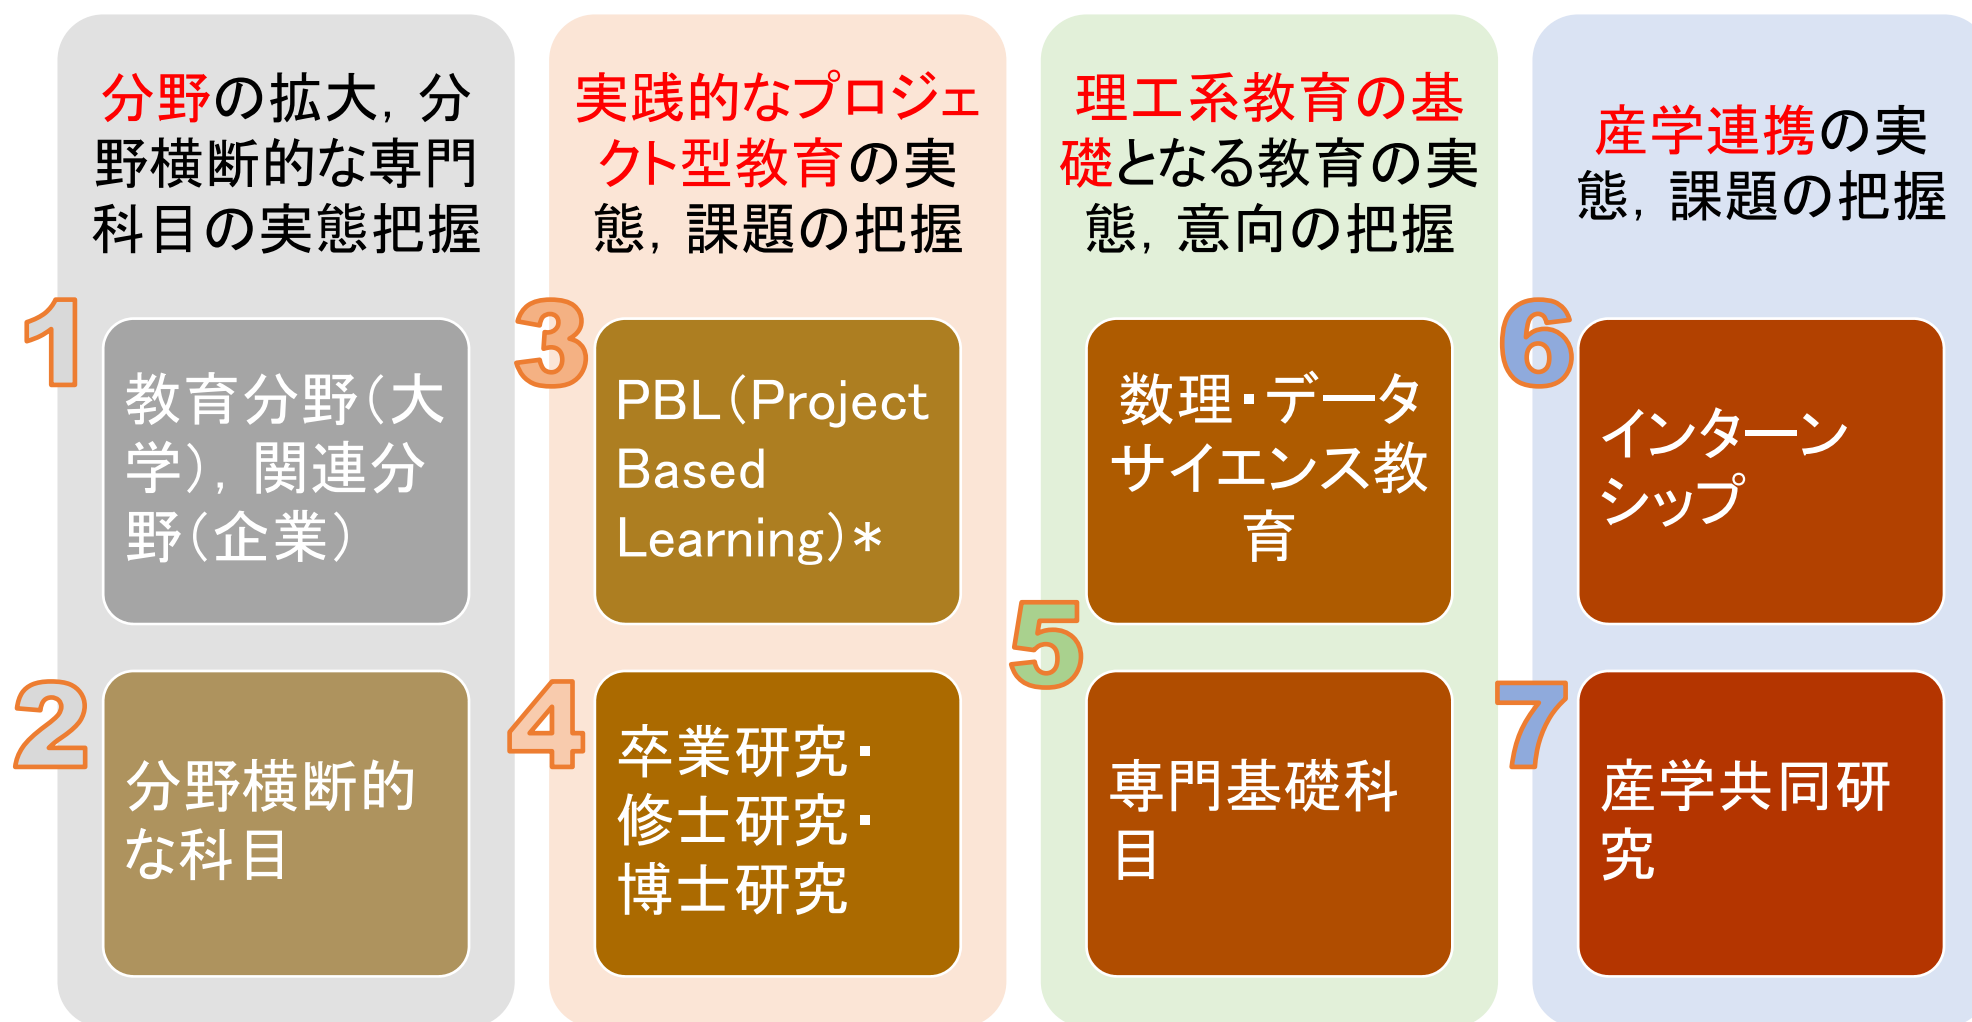 分野の拡大，分
野横断的な専門
科目の実態把握
1
教育分野（大
学），関連分
野（企業）
2
分野横断的
な科目
実践的なプロジェ
クト型教育の実
態，課題の把握
3
PBL（Project
Based
Learning）*
4
卒業研究・
修士研究・
博士研究
理工系教育の基
礎となる教育の実
態，意向の把握
数理・データ
サイエンス教
育
5
専門基礎科
目
産学連携の実
態，課題の把握
6
インターン
シップ
7
産学共同研
究